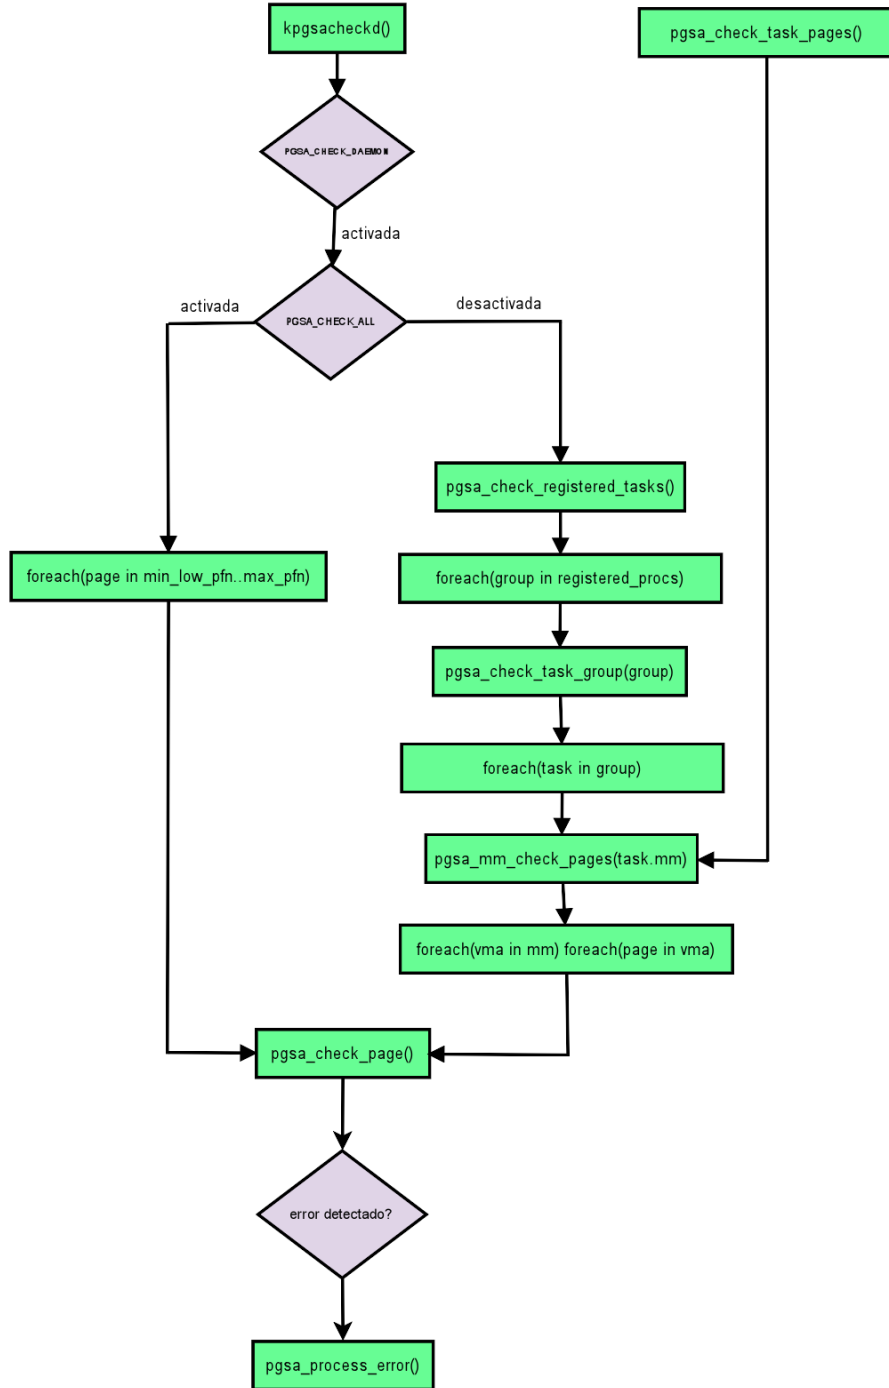 kpgsacheckd()
pgsa_check_task_pages()
PGSA_CHECK_DAEMON
activada
activada
desactivada
PGSA_CHECK_ALL
pgsa_check_registered_tasks()
foreach(page in min_low_pfn..max_pfn)
foreach(group in registered_procs)
pgsa_check_task_group(group)
foreach(task in group)
pgsa_mm_check_pages(task.mm)
foreach(vma in mm) foreach(page in vma)
pgsa_check_page()
error detectado?
pgsa_process_error()